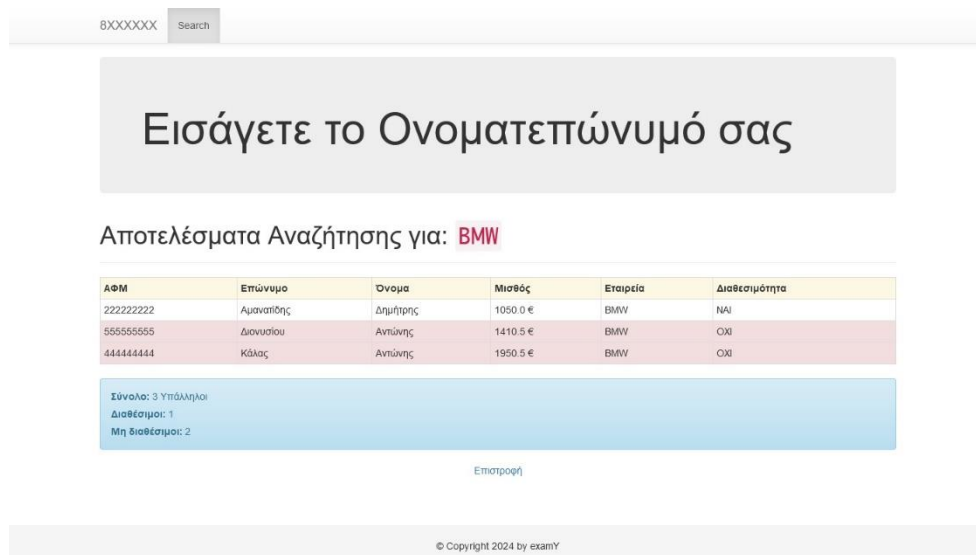 8XXXXXX Search
Εισάγετε το Ονοματεπώνυμό σας
Αποτελέσματα Αναζήτησης για: BMW
ΑΦΜ Επώνυμο Όνομα Μισθός Εταιρεία Διαθεσιμότητα
222222222 Αμανατίδης Δημήτρης 1050.0 € BMW ΝΑΙ
555555555 Διονυσίου Αντώνης 1410.5 € BMW ΟΧΙ
444444444 Κάλας Αντώνης 1950.5 € BMW ΟΧΙ
Σύνολο: 3 Υπάλληλοι
Διαθέσιμοι: 1
Μη διαθέσιμοι: 2
Επιστροφή
© Copyright 2024 by examY